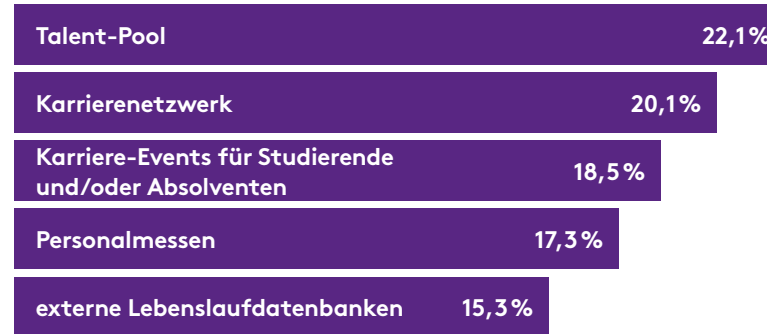 Talent-Pool 22,1%
Karrierenetzwerk 20,1%
Karriere-Events für Studierende
und/oder Absolventen 18,5%
Personalmessen 17,3%
externe Lebenslaufdatenbanken 15,3%